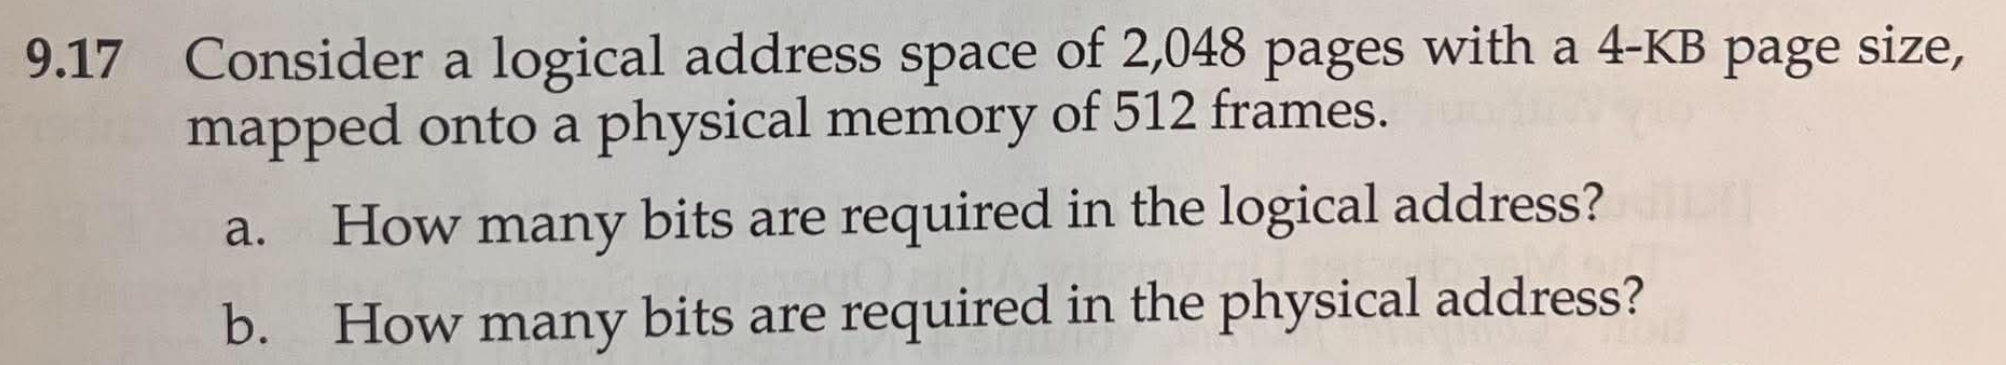 9.17 Consider a logical address space of 2,048 pages with a 4-KB page size,
mapped onto a physical memory of 512 frames.
a. How many bits are required in the logical address?
b. How many bits are required in the physical address?